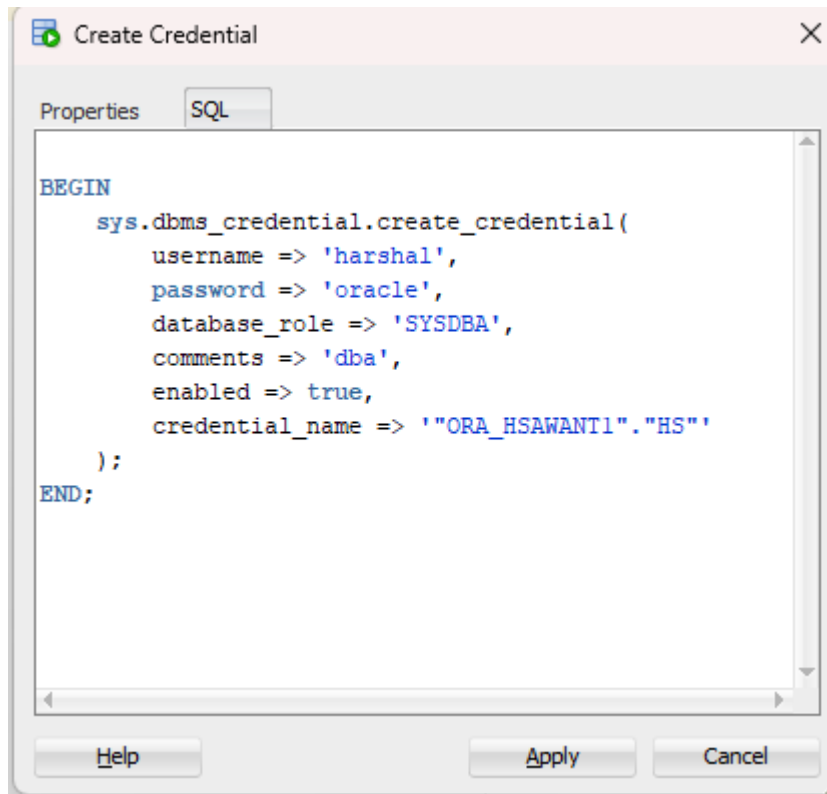 Create Credential
Properties SQL
BEGIN
sys.dbms_credential.create_credential(
username => 'harshal',
password => 'oracle',
database_role => 'SYSDBA',
comments => 'dba',
enabled => true,
credential_name => '"ORA_HSAWANT1"."HS"'
);
END;
Help Apply Cancel